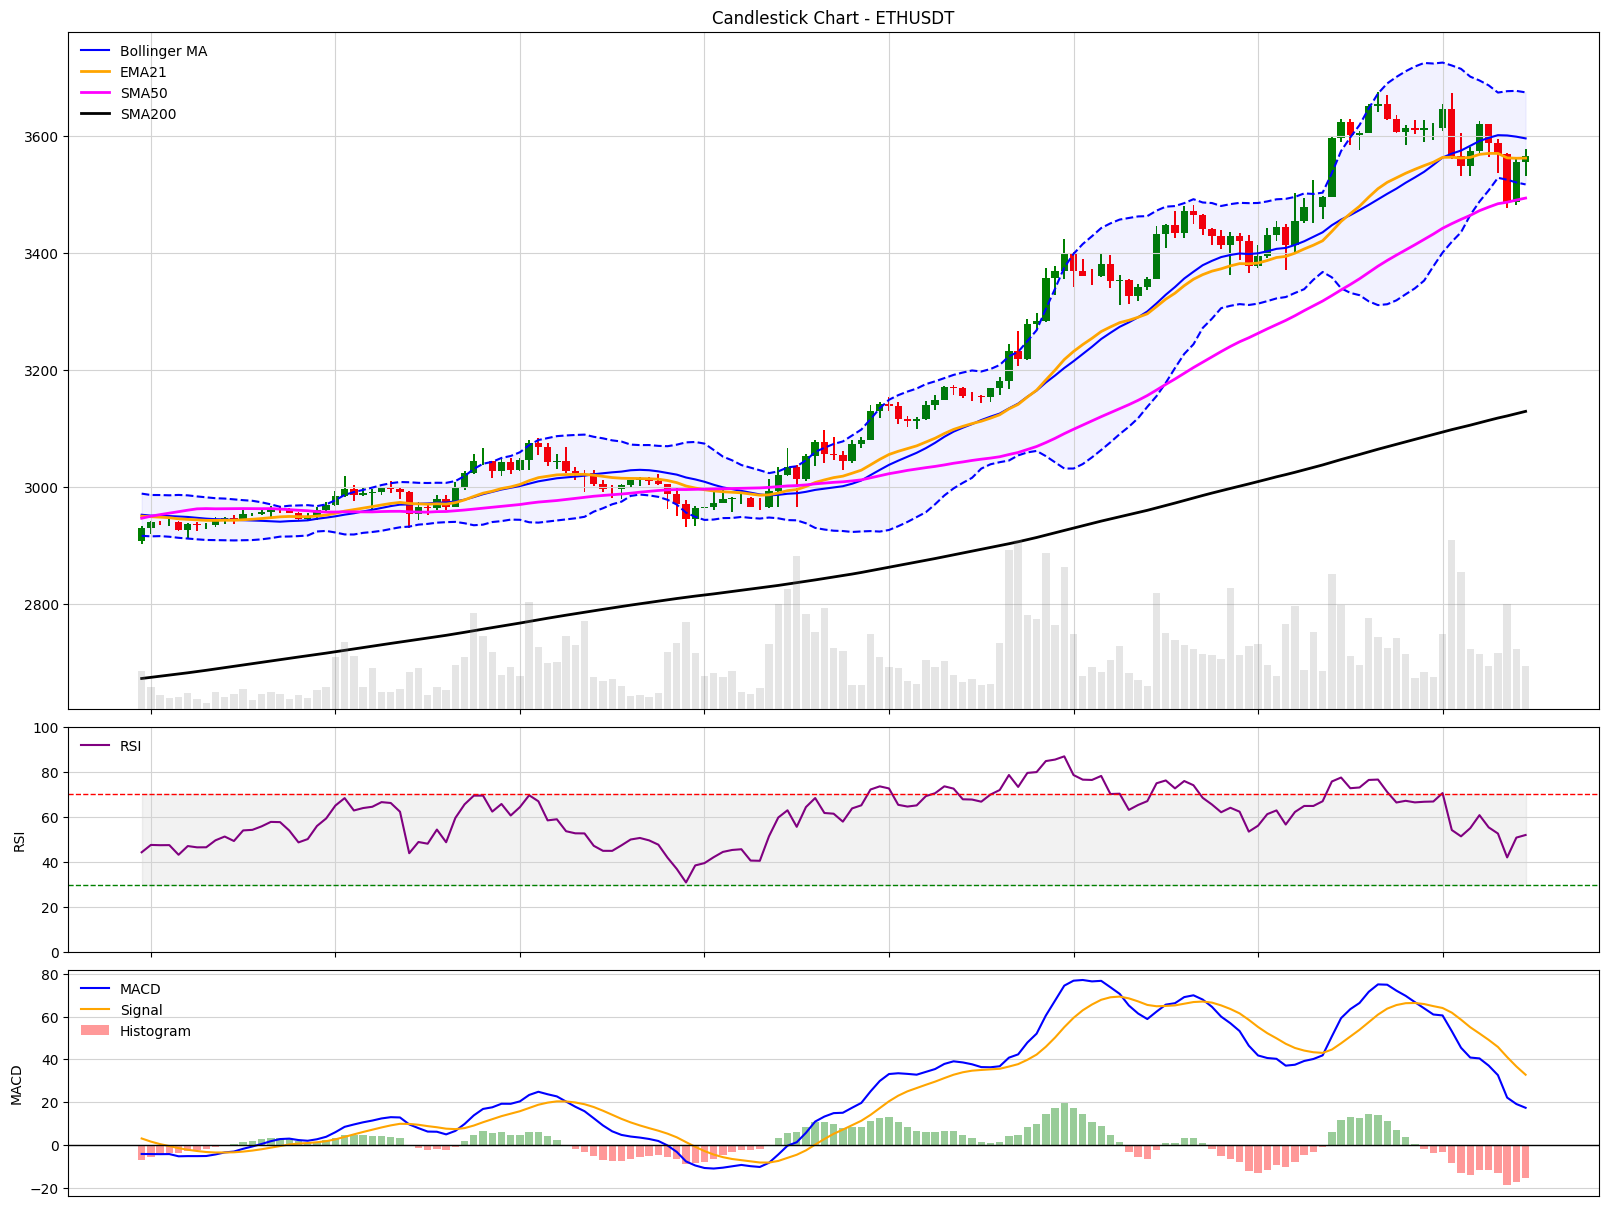 Candlestick Chart - ETHUSDT
Bollinger MA
EMA21
SMA50
SMA200
3600
3400
3200
3000
2800
100
80
60
40
20
0
RSI
RSI
80
60
40
20
0
−20
MACD
MACD
Signal
Histogram